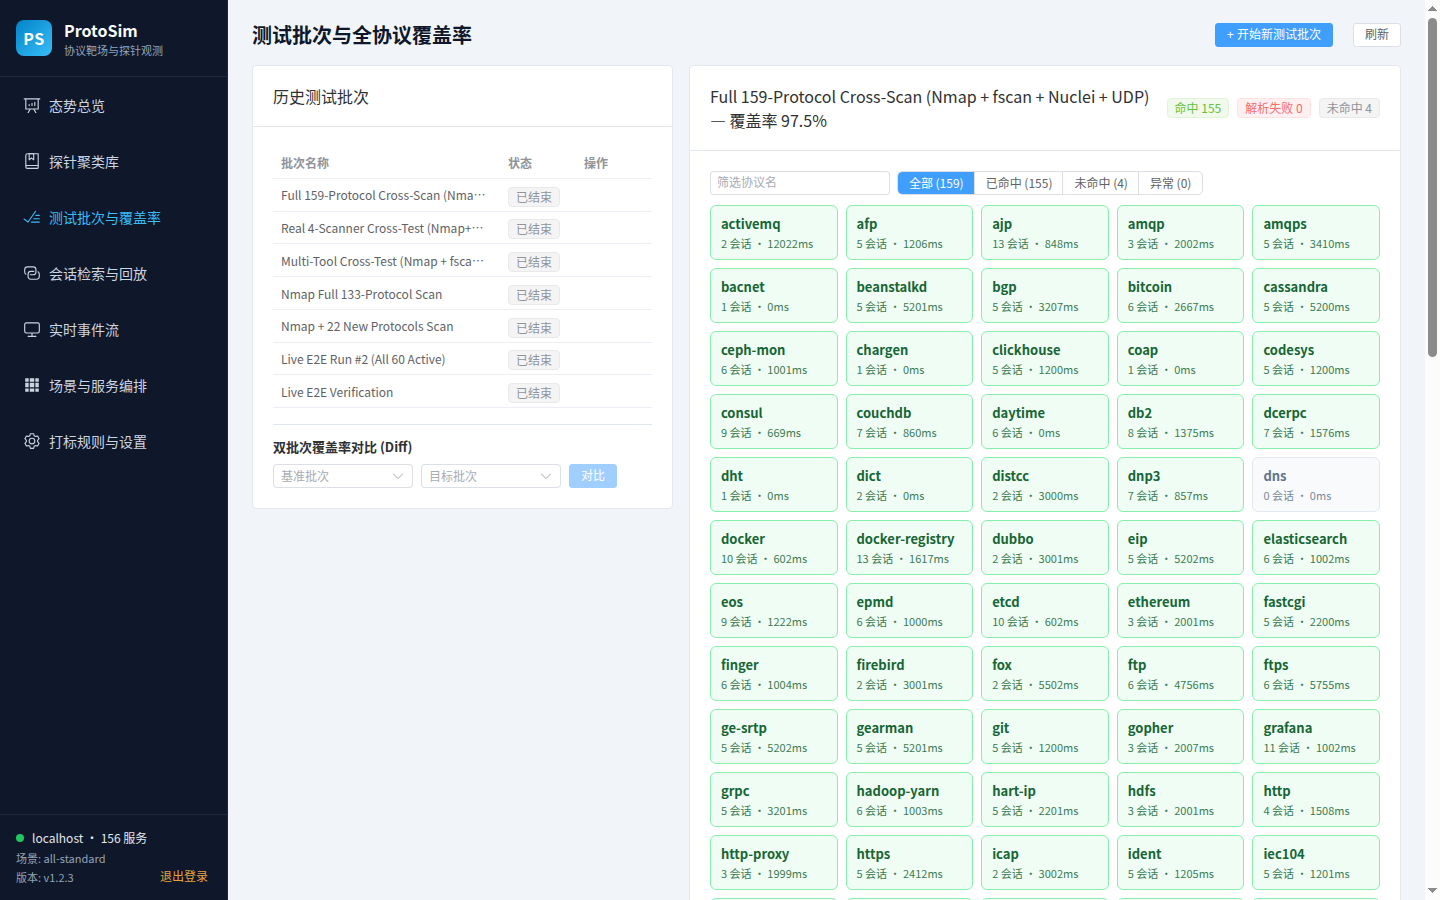 PS
ProtoSim
协议靶场与探针观测
态势总览
探针聚类库
测试批次与覆盖率
会话检索与回放
实时事件流
场景与服务编排
打标规则与设置
localhost · 156 服务
场景: all-standard
版本: v1.2.3
退出登录
测试批次与全协议覆盖率
+ 开始新测试批次
刷新
历史测试批次
批次名称 状态 操作
Full 159-Protocol Cross-Scan (Nma··· 已结束
Real 4-Scanner Cross-Test (Nmap+··· 已结束
Multi-Tool Cross-Test (Nmap + fsca··· 已结束
Nmap Full 133-Protocol Scan 已结束
Nmap + 22 New Protocols Scan 已结束
Live E2E Run #2 (All 60 Active) 已结束
Live E2E Verification 已结束
双批次覆盖率对比 (Diff)
基准批次 目标批次 对比
Full 159-Protocol Cross-Scan (Nmap + fscan + Nuclei + UDP)
— 覆盖率 97.5%
命中 155 解析失败 0 未命中 4
筛选协议名 全部 (159) 已命中 (155) 未命中 (4) 异常 (0)
activemq afp ajp amqp amqps
2 会话 · 12022ms 5 会话 · 1206ms 13 会话 · 848ms 3 会话 · 2002ms 5 会话 · 3410ms
bacnet beanstalkd bgp bitcoin cassandra
1 会话 · 0ms 5 会话 · 5201ms 5 会话 · 3207ms 6 会话 · 2667ms 5 会话 · 5200ms
ceph-mon chargen clickhouse coap codesys
6 会话 · 1001ms 1 会话 · 0ms 5 会话 · 1200ms 1 会话 · 0ms 5 会话 · 1200ms
consul couchdb daytime db2 dcerpc
9 会话 · 669ms 7 会话 · 860ms 6 会话 · 0ms 8 会话 · 1375ms 7 会话 · 1576ms
dht dict distcc dnp3 dns
1 会话 · 0ms 2 会话 · 0ms 2 会话 · 3000ms 7 会话 · 857ms 0 会话 · 0ms
docker docker-registry dubbo eip elasticsearch
10 会话 · 602ms 13 会话 · 1617ms 2 会话 · 3001ms 5 会话 · 5202ms 6 会话 · 1002ms
eos epmd etcd ethereum fastcgi
9 会话 · 1222ms 6 会话 · 1000ms 10 会话 · 602ms 3 会话 · 2001ms 5 会话 · 2200ms
finger firebird fox ftp ftps
6 会话 · 1004ms 2 会话 · 3001ms 2 会话 · 5502ms 6 会话 · 4756ms 6 会话 · 5755ms
ge-srtp gearman git gopher grafana
5 会话 · 5202ms 5 会话 · 5201ms 5 会话 · 1200ms 3 会话 · 2007ms 11 会话 · 1002ms
grpc hadoop-yarn hart-ip hdfs http
5 会话 · 3201ms 6 会话 · 1003ms 5 会话 · 2201ms 3 会话 · 2001ms 4 会话 · 1508ms
http-proxy https icap ident iec104
3 会话 · 1999ms 5 会话 · 2412ms 2 会话 · 3002ms 5 会话 · 1205ms 5 会话 · 1201ms